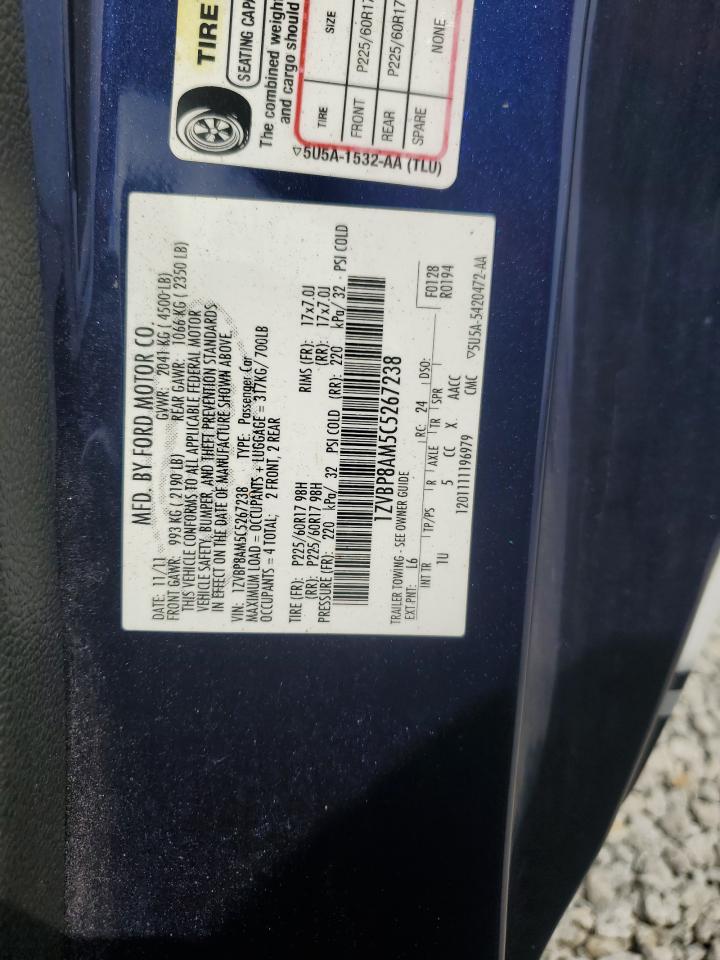 TIRE
SEATING CAP
The combined weight
and cargo should
TIRE SIZE
FRONT P225/60R17
REAR P225/60R17
SPARE NONE
▽5U5A-1532-AA (TLU)
MFD. BY FORD MOTOR CO.
DATE: 11/11 GVWR: 2041 KG ( 4500 LB)
FRONT GAWR: 993 KG ( 2190 LB) REAR GAWR: 1066 KG ( 2350 LB)
THIS VEHICLE CONFORMS TO ALL APPLICABLE FEDERAL MOTOR
VEHICLE SAFETY, BUMPER, AND THEFT PREVENTION STANDARDS
IN EFFECT ON THE DATE OF MANUFACTURE SHOWN ABOVE.
VIN: 1ZVBP8AM5C5267238 TYPE: Passenger Car
MAXIMUM LOAD = OCCUPANTS + LUGGAGE = 317KG/ 700LB
OCCUPANTS = 4 TOTAL; 2 FRONT, 2 REAR
TIRE (FR): P225/60R17 98H RIMS (FR): 17x7.0J
(RR): P225/60R17 98H (RR): 17x7.0J
PRESSURE (FR): 220 kPa/ 32 PSI COLD (RR): 220 kPa/ 32 PSI COLD
1ZVBP8AM5C5267238
TRAILER TOWING - SEE OWNER GUIDE
EXT PNT: L6 RC: 24 DSO: F0128
R0194
INT TR TP/PS R AXLE TR SPR
1U 5 CC X AACC
1201111196979 CMC ▽5U5A-5420472-AA